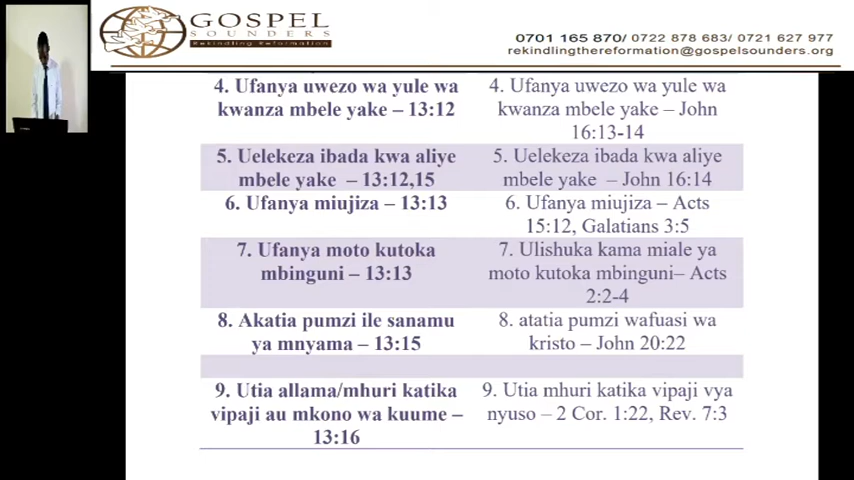 GOSPEL
SOUNDERS
Rekindling Reformation
0701 165 870/ 0722 878 683/ 0721 627 977
rekindlingthereformation@gospelsounders.org
4. Ufanya uwezo wa yule wa
kwanza mbele yake – 13:12
4. Ufanya uwezo wa yule wa
kwanza mbele yake – John
16:13-14
5. Uelekeza ibada kwa aliye
mbele yake – 13:12,15
5. Uelekeza ibada kwa aliye
mbele yake – John 16:14
6. Ufanya miujiza – 13:13
6. Ufanya miujiza – Acts
15:12, Galatians 3:5
7. Ufanya moto kutoka
mbinguni – 13:13
7. Ulishuka kama miale ya
moto kutoka mbinguni– Acts
2:2-4
8. Akatia pumzi ile sanamu
ya mnyama – 13:15
8. atatia pumzi wafuasi wa
kristo – John 20:22
9. Utia allama/mhuri katika
vipaji au mkono wa kuume –
13:16
9. Utia mhuri katika vipaji vya
nyuso – 2 Cor. 1:22, Rev. 7:3